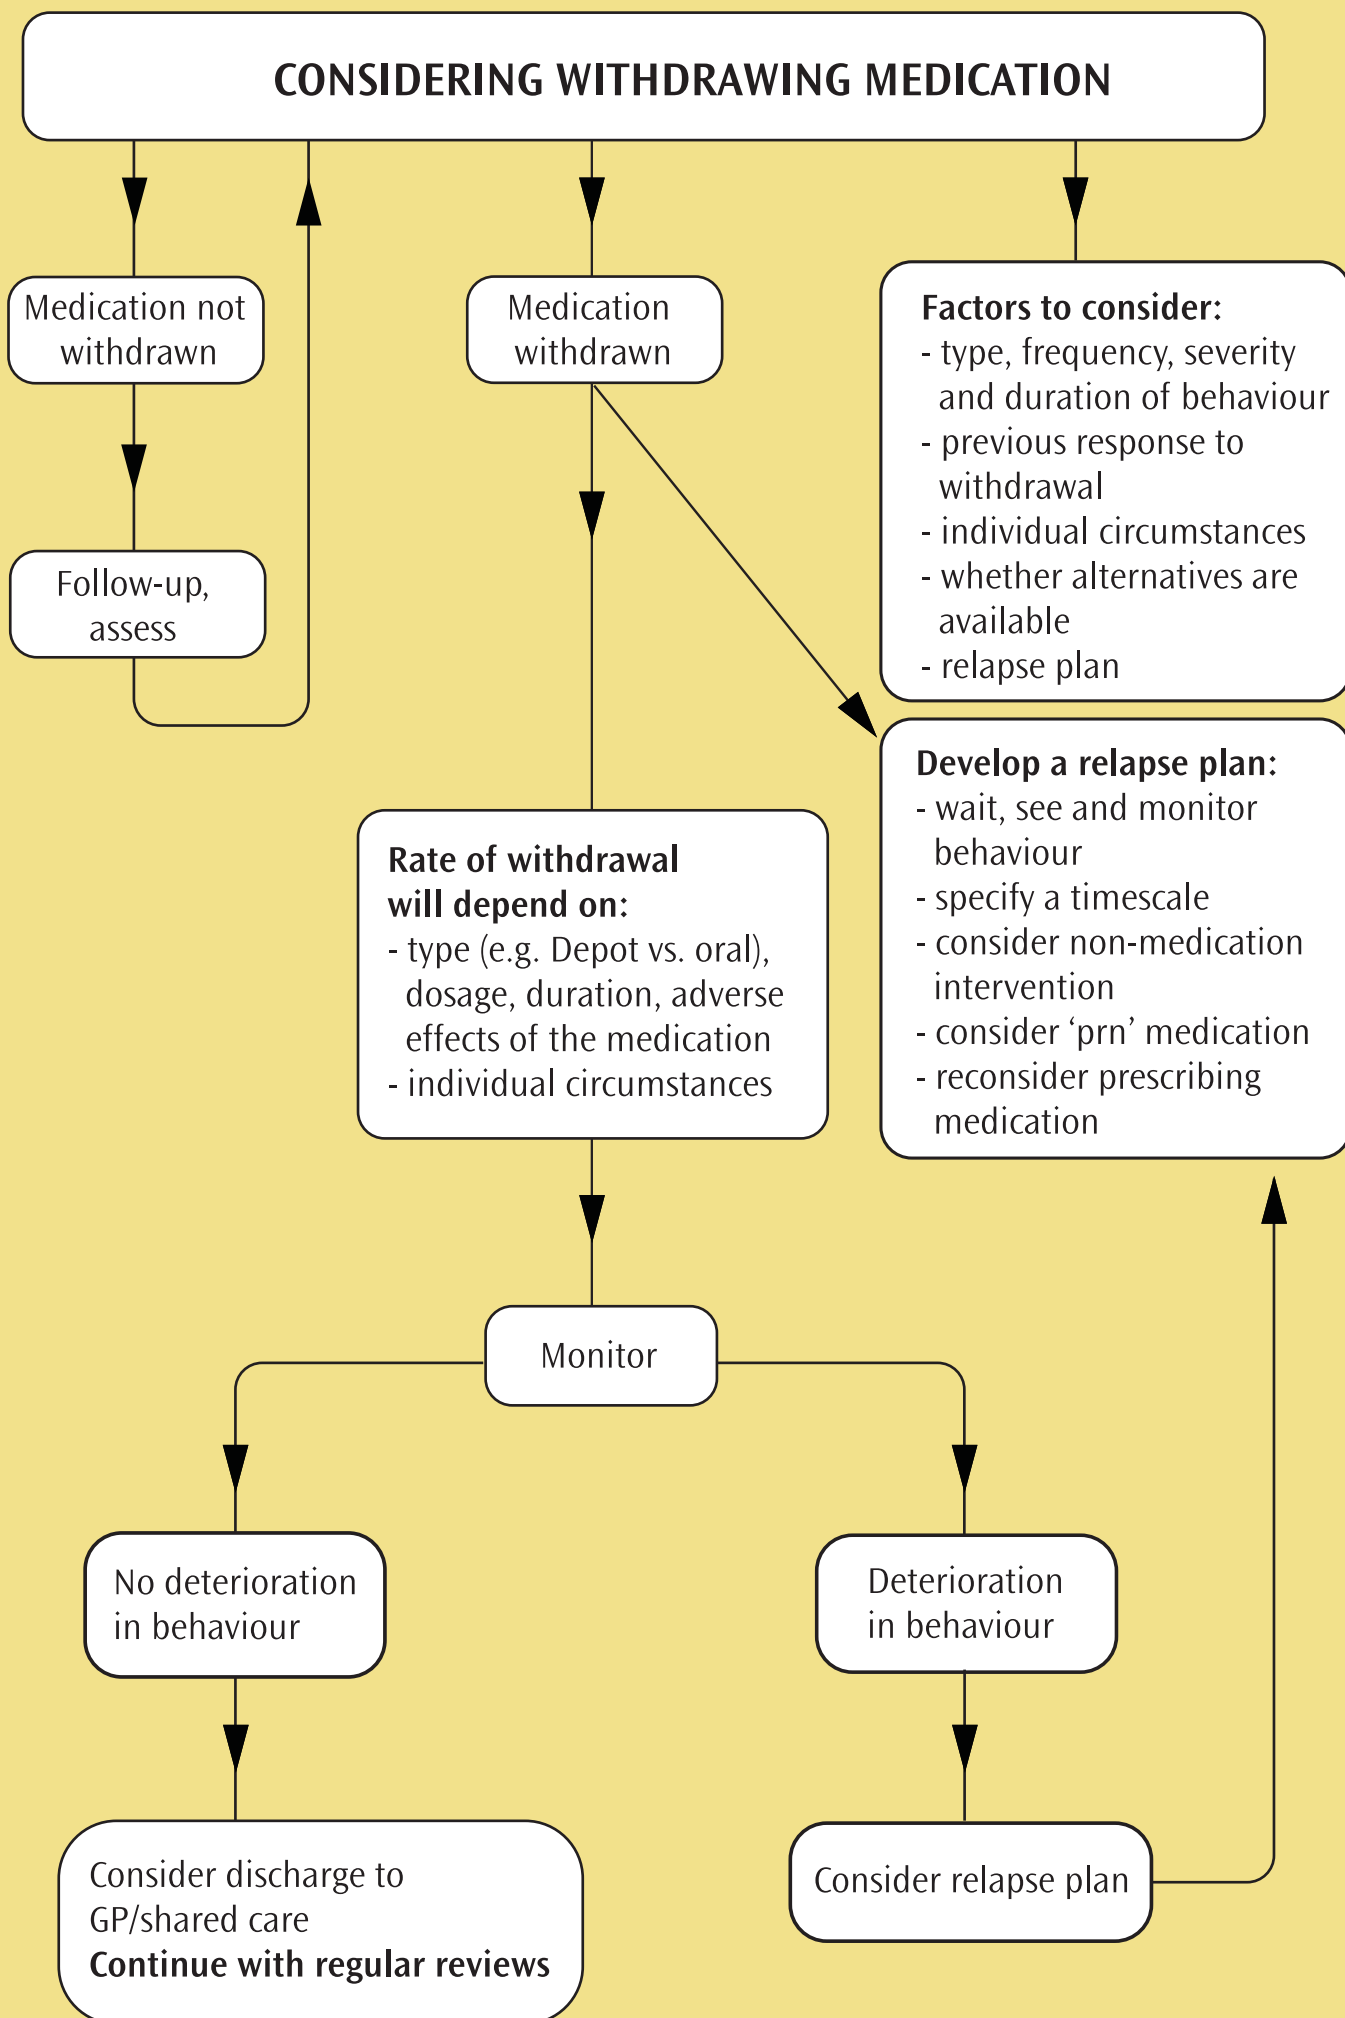 CONSIDERING WITHDRAWING MEDICATION
Medication not
withdrawn
Follow-up,
assess
Medication
withdrawn
Factors to consider:
- type, frequency, severity
and duration of behaviour
- previous response to
withdrawal
- individual circumstances
- whether alternatives are
available
- relapse plan
Develop a relapse plan:
- wait, see and monitor
behaviour
- specify a timescale
- consider non-medication
intervention
- consider ‘prn’ medication
- reconsider prescribing
medication
Rate of withdrawal
will depend on:
- type (e.g. Depot vs. oral),
dosage, duration, adverse
effects of the medication
- individual circumstances
Monitor
No deterioration
in behaviour
Deterioration
in behaviour
Consider discharge to
GP/shared care
Continue with regular reviews
Consider relapse plan